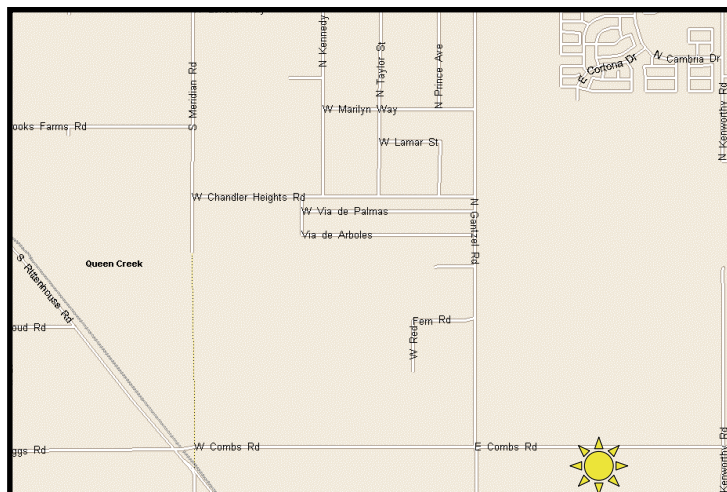 N Kennedy
N Taylor St
N Prince Ave
S Meridian Rd
E Cortona Dr
N Cambria Dr
N Kenworthy Rd
W Marilyn Way
ooks Farms Rd
W Lamar St
W Chandler Heights Rd
W Via de Palmas
N Gantzel Rd
Via de Arboles
Queen Creek
S Rittenhouse Rd
oud Rd
Fern Rd
W Red
W Combs Rd
E Combs Rd
ggs Rd
Kenworthy Rd